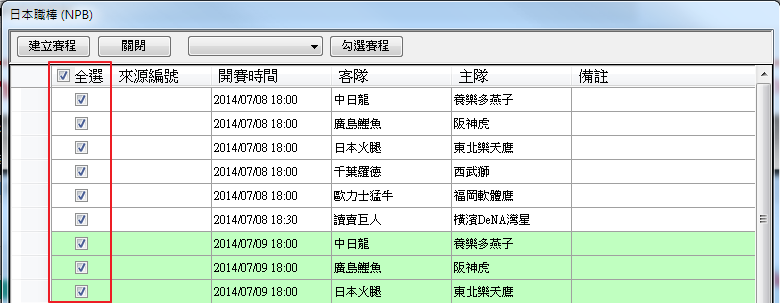 日本職棒 (NPB)
建立賽程 關閉 勾選賽程
全選 來源編號 開賽時間 客隊 主隊 備註
2014/07/08 18:00 中日龍 養樂多燕子
2014/07/08 18:00 廣島鯉魚 阪神虎
2014/07/08 18:00 日本火腿 東北樂天鷹
2014/07/08 18:00 千葉羅德 西武獅
2014/07/08 18:00 歐力士猛牛 福岡軟體鷹
2014/07/08 18:30 讀賣巨人 橫濱DeNA灣星
2014/07/09 18:00 中日龍 養樂多燕子
2014/07/09 18:00 廣島鯉魚 阪神虎
2014/07/09 18:00 日本火腿 東北樂天鷹